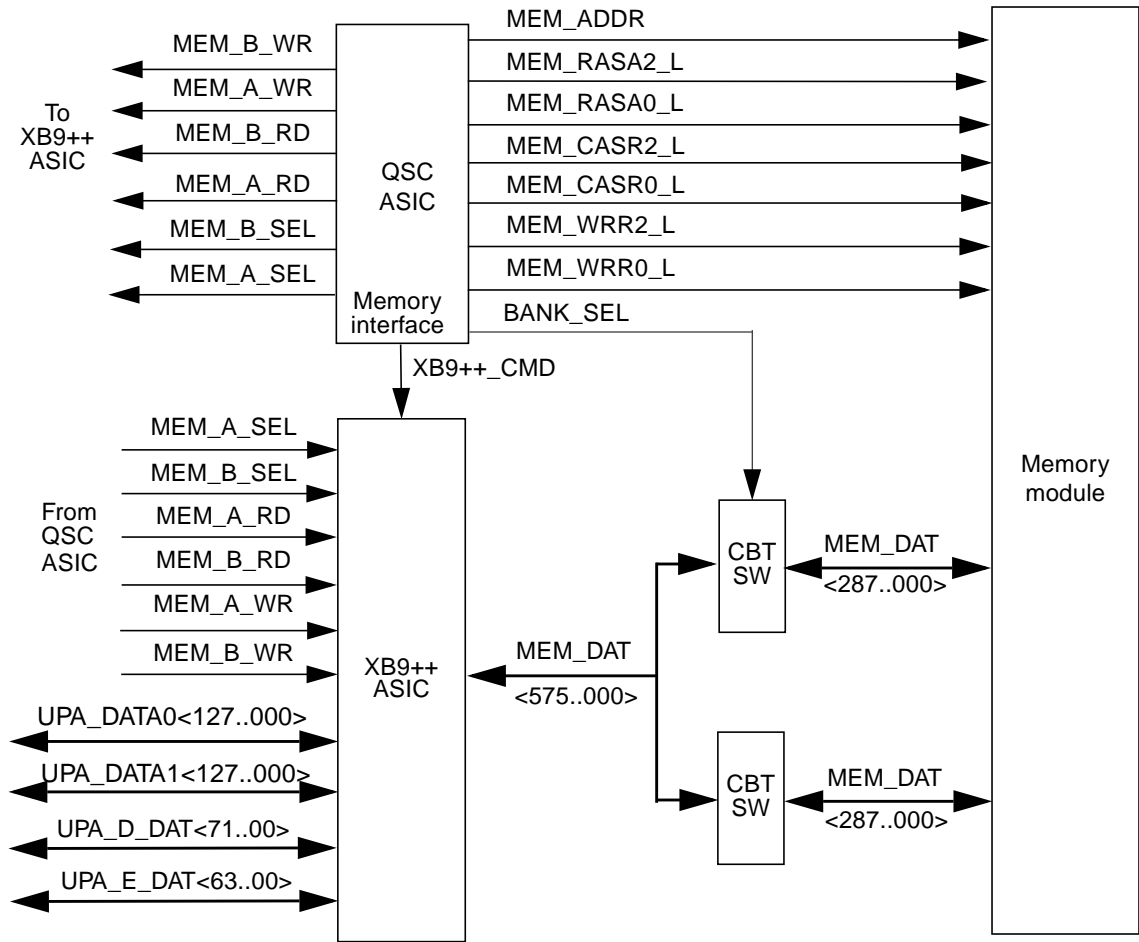 MEM_ADDR
MEM_B_WR
MEM_RASA2_L
MEM_A_WR
MEM_RASA0_L
To
XB9++
ASIC
MEM_B_RD
MEM_CASR2_L
QSC
ASIC
MEM_A_RD
MEM_CASR0_L
MEM_B_SEL
MEM_WRR2_L
MEM_A_SEL
MEM_WRR0_L
Memory
interface
BANK_SEL
XB9++_CMD
MEM_A_SEL
MEM_B_SEL
Memory
module
From
QSC
ASIC
MEM_A_RD
MEM_B_RD
MEM_A_WR
MEM_B_WR
CBT
SW
MEM_DAT
<287..000>
XB9++
ASIC
MEM_DAT
<575..000>
UPA_DATA0<127..000>
UPA_DATA1<127..000>
UPA_D_DAT<71..00>
UPA_E_DAT<63..00>
CBT
SW
MEM_DAT
<287..000>